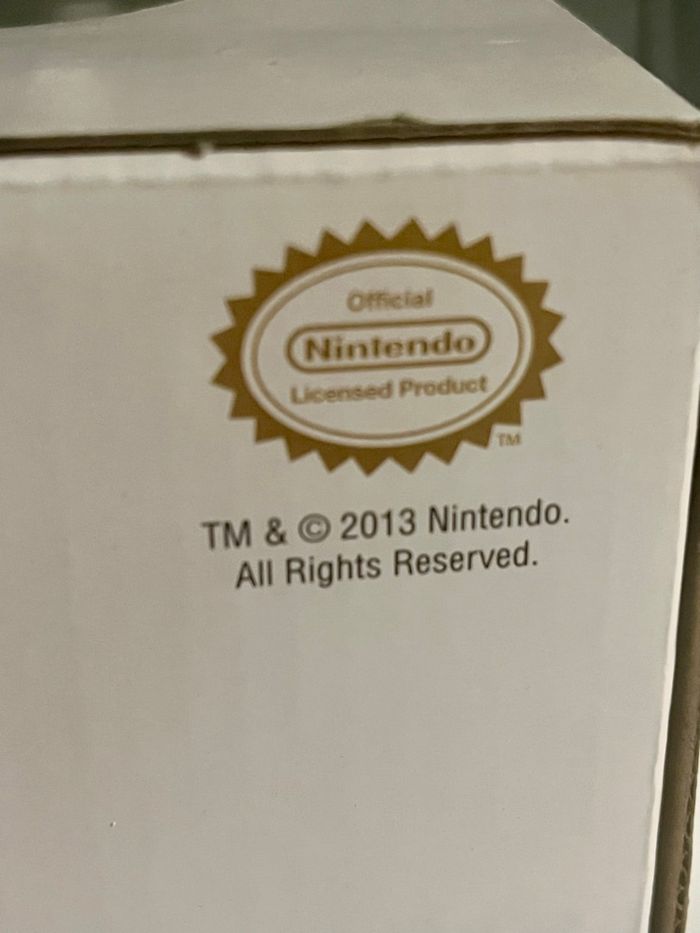 Official
Nintendo
Licensed Product
TM
TM & © 2013 Nintendo.
All Rights Reserved.